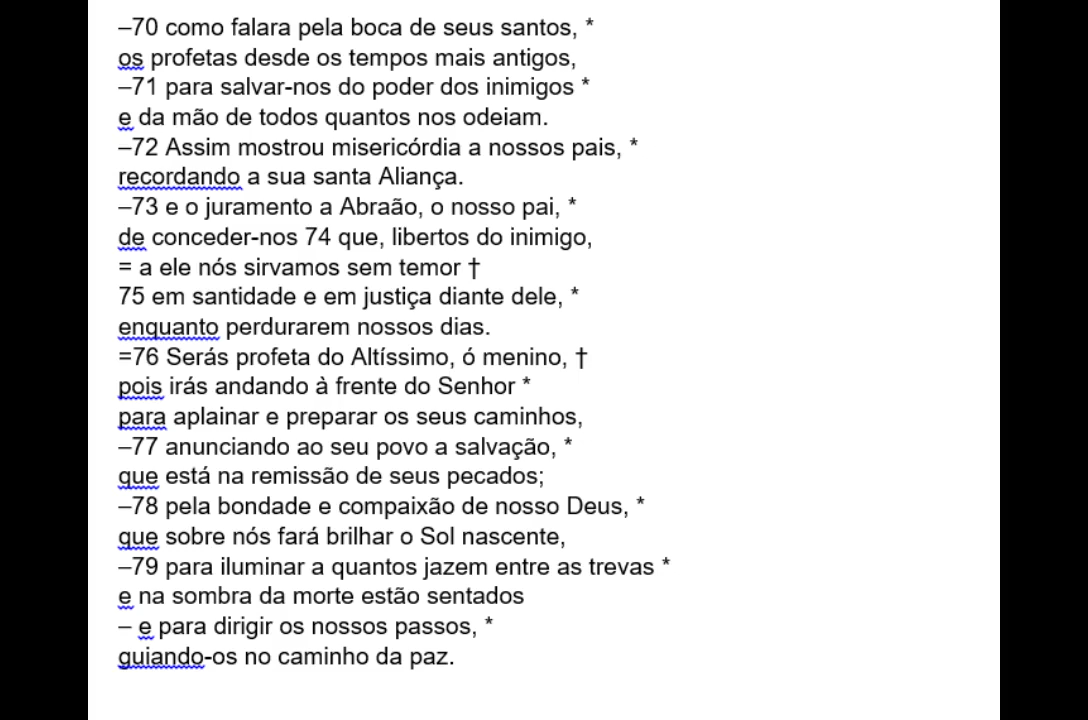 –70 como falara pela boca de seus santos, *
os profetas desde os tempos mais antigos,
–71 para salvar-nos do poder dos inimigos *
e da mão de todos quantos nos odeiam.
–72 Assim mostrou misericórdia a nossos pais, *
recordando a sua santa Aliança.
–73 e o juramento a Abraão, o nosso pai, *
de conceder-nos 74 que, libertos do inimigo,
= a ele nós sirvamos sem temor †
75 em santidade e em justiça diante dele, *
enquanto perdurarem nossos dias.
=76 Serás profeta do Altíssimo, ó menino, †
pois irás andando à frente do Senhor *
para aplainar e preparar os seus caminhos,
–77 anunciando ao seu povo a salvação, *
que está na remissão de seus pecados;
–78 pela bondade e compaixão de nosso Deus, *
que sobre nós fará brilhar o Sol nascente,
–79 para iluminar a quantos jazem entre as trevas *
e na sombra da morte estão sentados
– e para dirigir os nossos passos, *
guiando-os no caminho da paz.